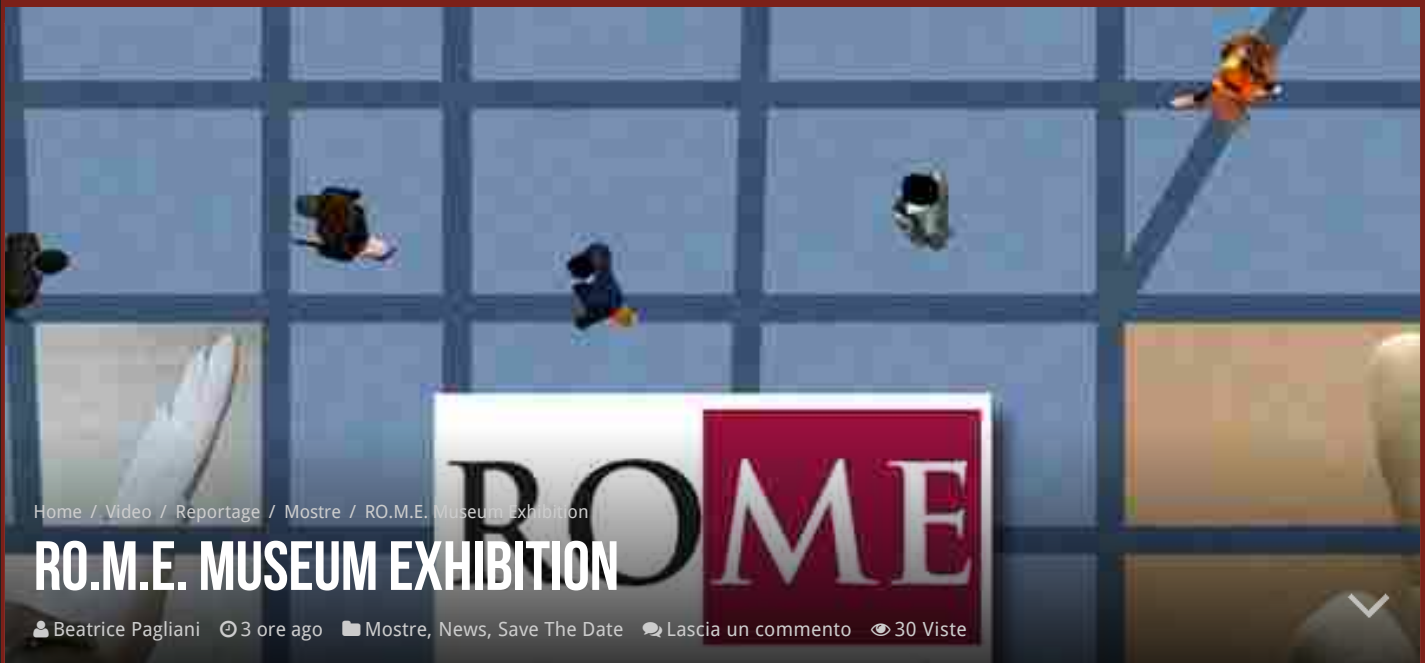 ROME
Home / Video / Reportage / Mostre / RO.M.E. Museum Exhibition
RO.M.E. MUSEUM EXHIBITION
Beatrice Pagliani 3 ore ago Mostre, News, Save The Date Lascia un commento 30 Viste